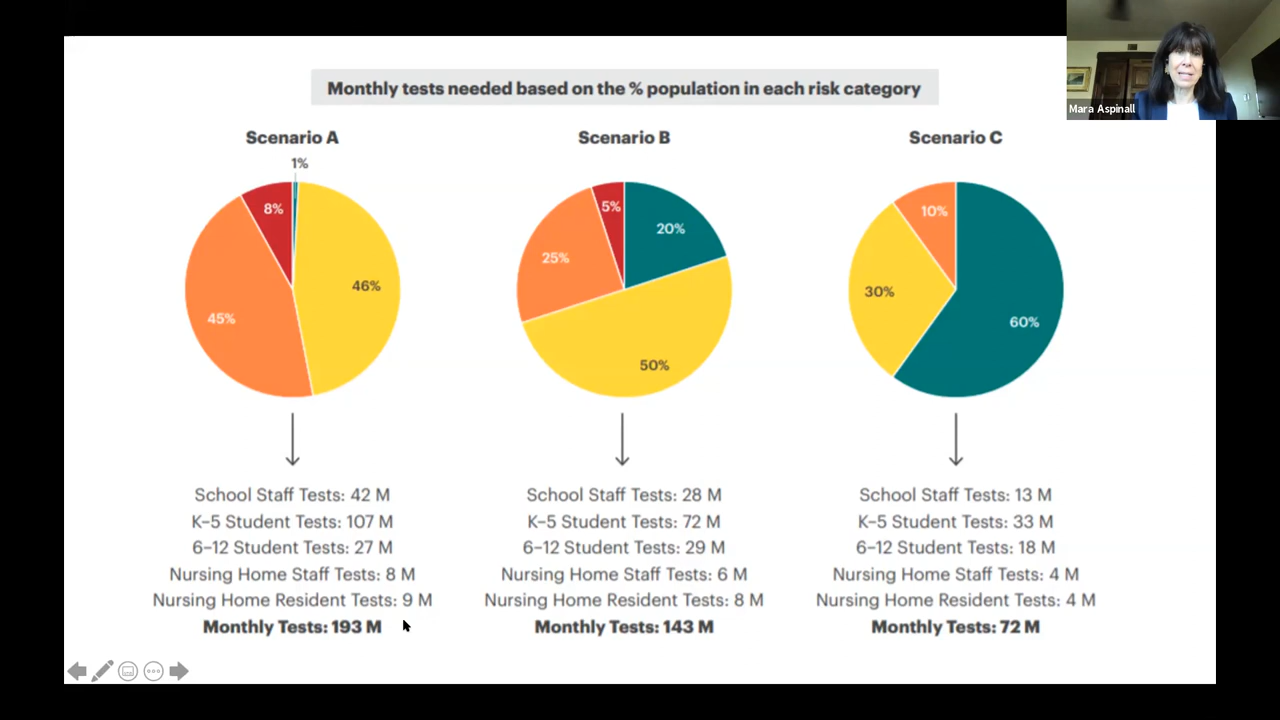 Mara Aspinall
Monthly tests needed based on the % population in each risk category
Scenario A
1%
8%
46%
45%
School Staff Tests: 42 M
K–5 Student Tests: 107 M
6–12 Student Tests: 27 M
Nursing Home Staff Tests: 8 M
Nursing Home Resident Tests: 9 M
Monthly Tests: 193 M
Scenario B
5%
20%
25%
50%
School Staff Tests: 28 M
K–5 Student Tests: 72 M
6–12 Student Tests: 29 M
Nursing Home Staff Tests: 6 M
Nursing Home Resident Tests: 8 M
Monthly Tests: 143 M
Scenario C
10%
30%
60%
School Staff Tests: 13 M
K–5 Student Tests: 33 M
6–12 Student Tests: 18 M
Nursing Home Staff Tests: 4 M
Nursing Home Resident Tests: 4 M
Monthly Tests: 72 M